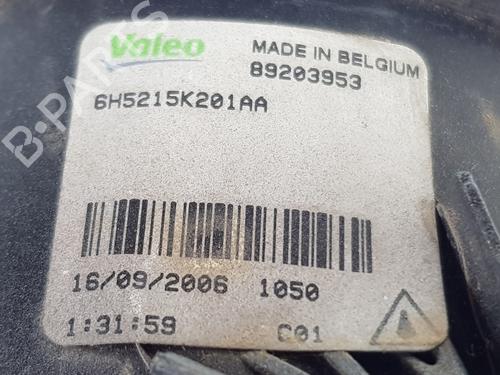 Valeo
MADE IN BELGIUM
89203953
6H5215K201AA
16/09/2006 1050
1:31:59 C01
B-PARTS